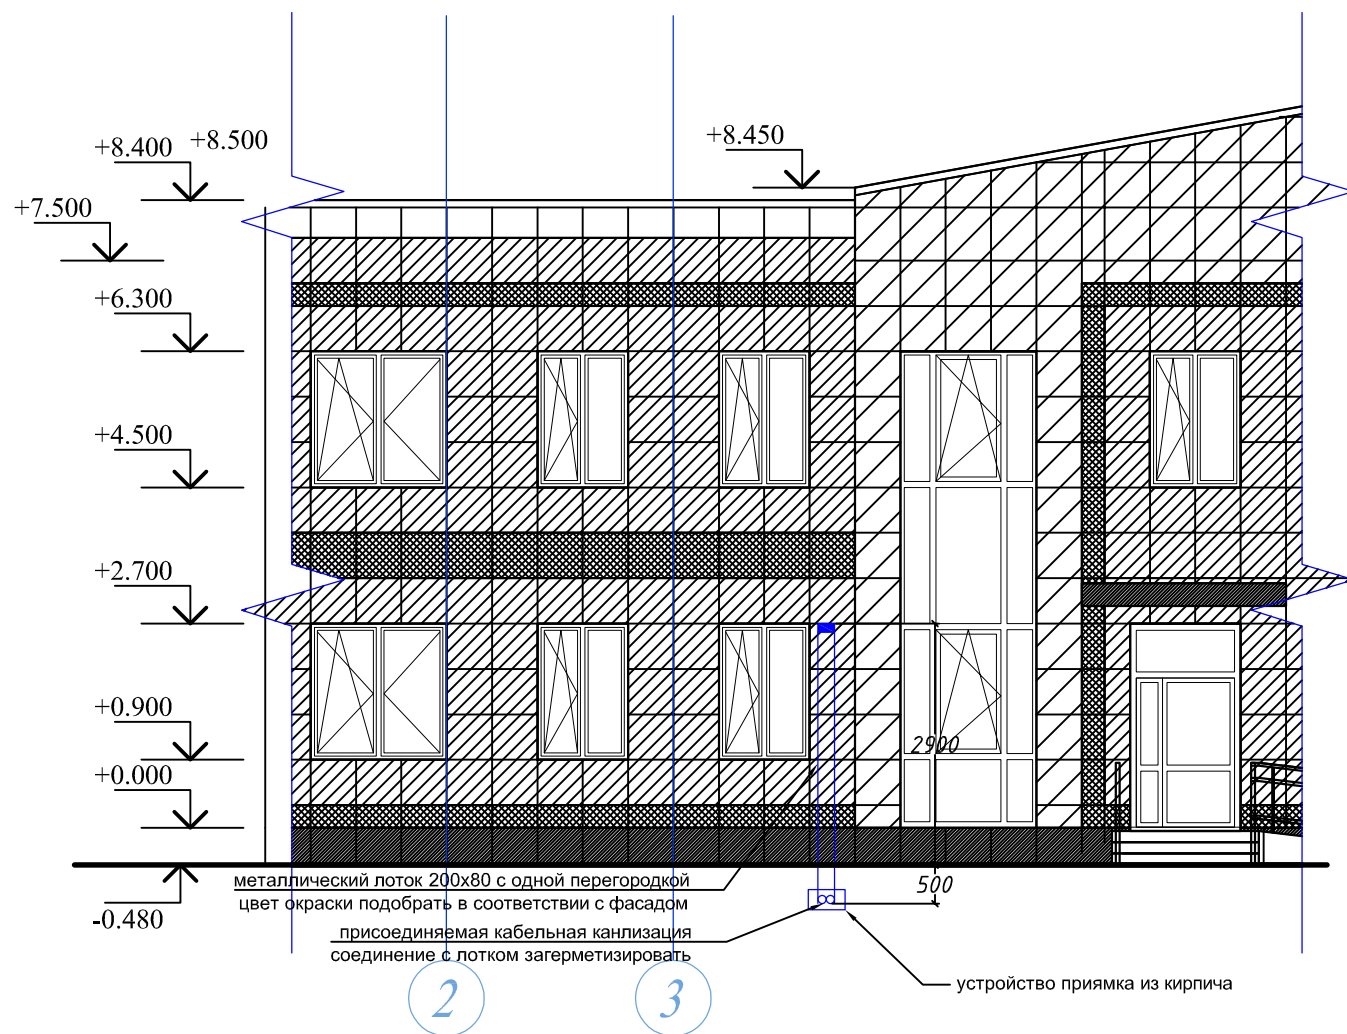 +8.400
+8.500
+8.450
+7.500
+6.300
+4.500
+2.700
+0.900
2900
+0.000
металлический лоток 200х80 с одной перегородкой
цвет окраски подобрать в соответствии с фасадом
500
-0.480
присоединяемая кабельная канлизация
соединение с лотком загерметизировать
устройство приямка из кирпича
2
3